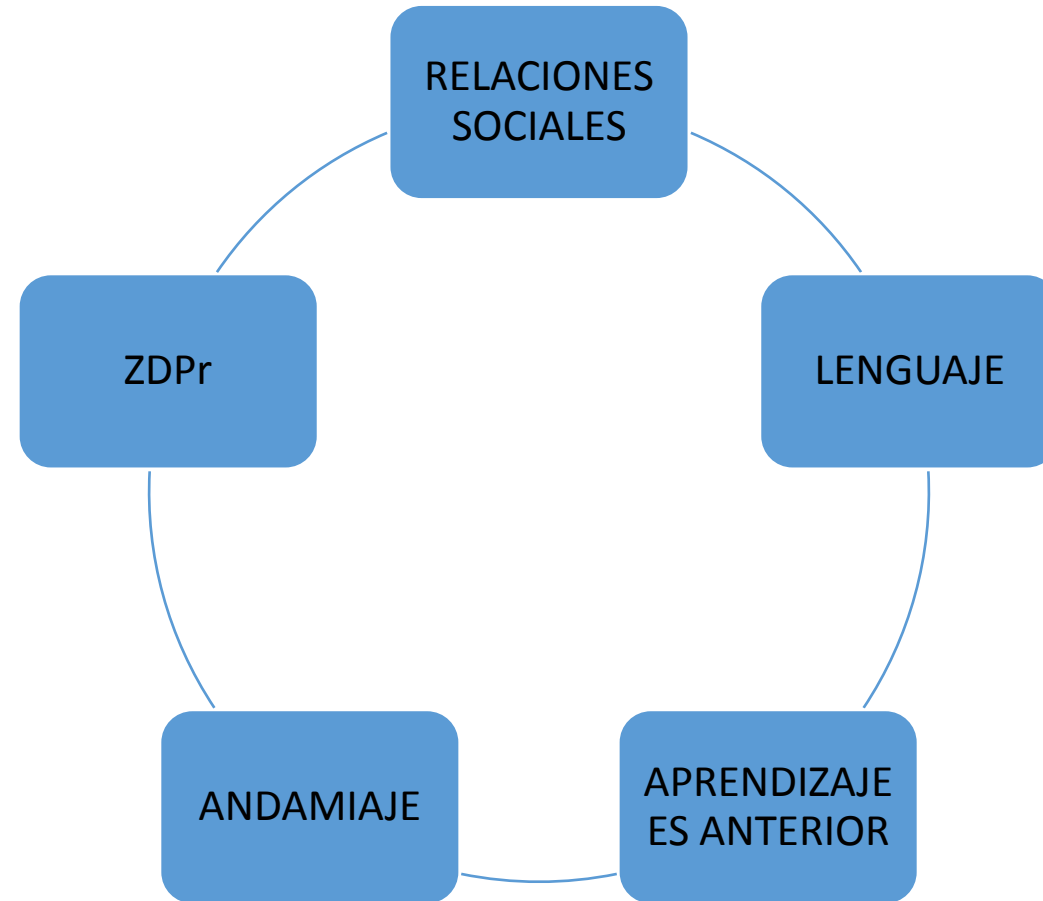 RELACIONES
SOCIALES
ZDPr
LENGUAJE
ANDAMIAJE
APRENDIZAJE
ES ANTERIOR